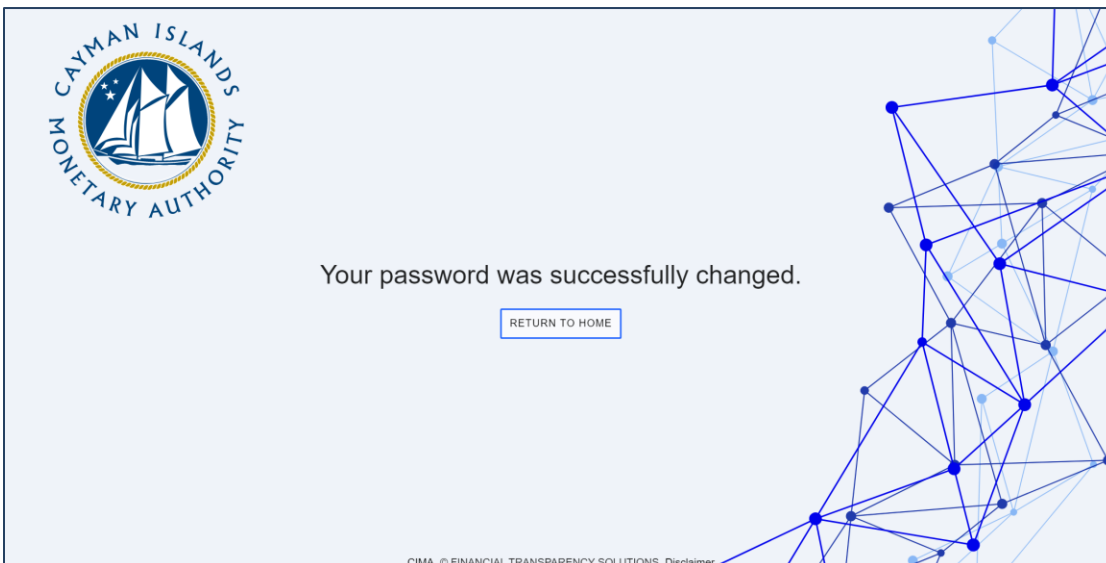 CAYMAN ISLANDS
MONETARY AUTHORITY
Your password was successfully changed.
RETURN TO HOME
CIMA. © FINANCIAL TRANSPARENCY SOLUTIONS. Disclaimer